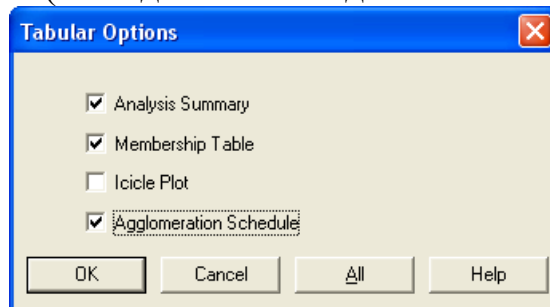 Tabular Options
Analysis Summary
Membership Table
Icicle Plot
Agglomeration Schedule
OK Cancel All Help